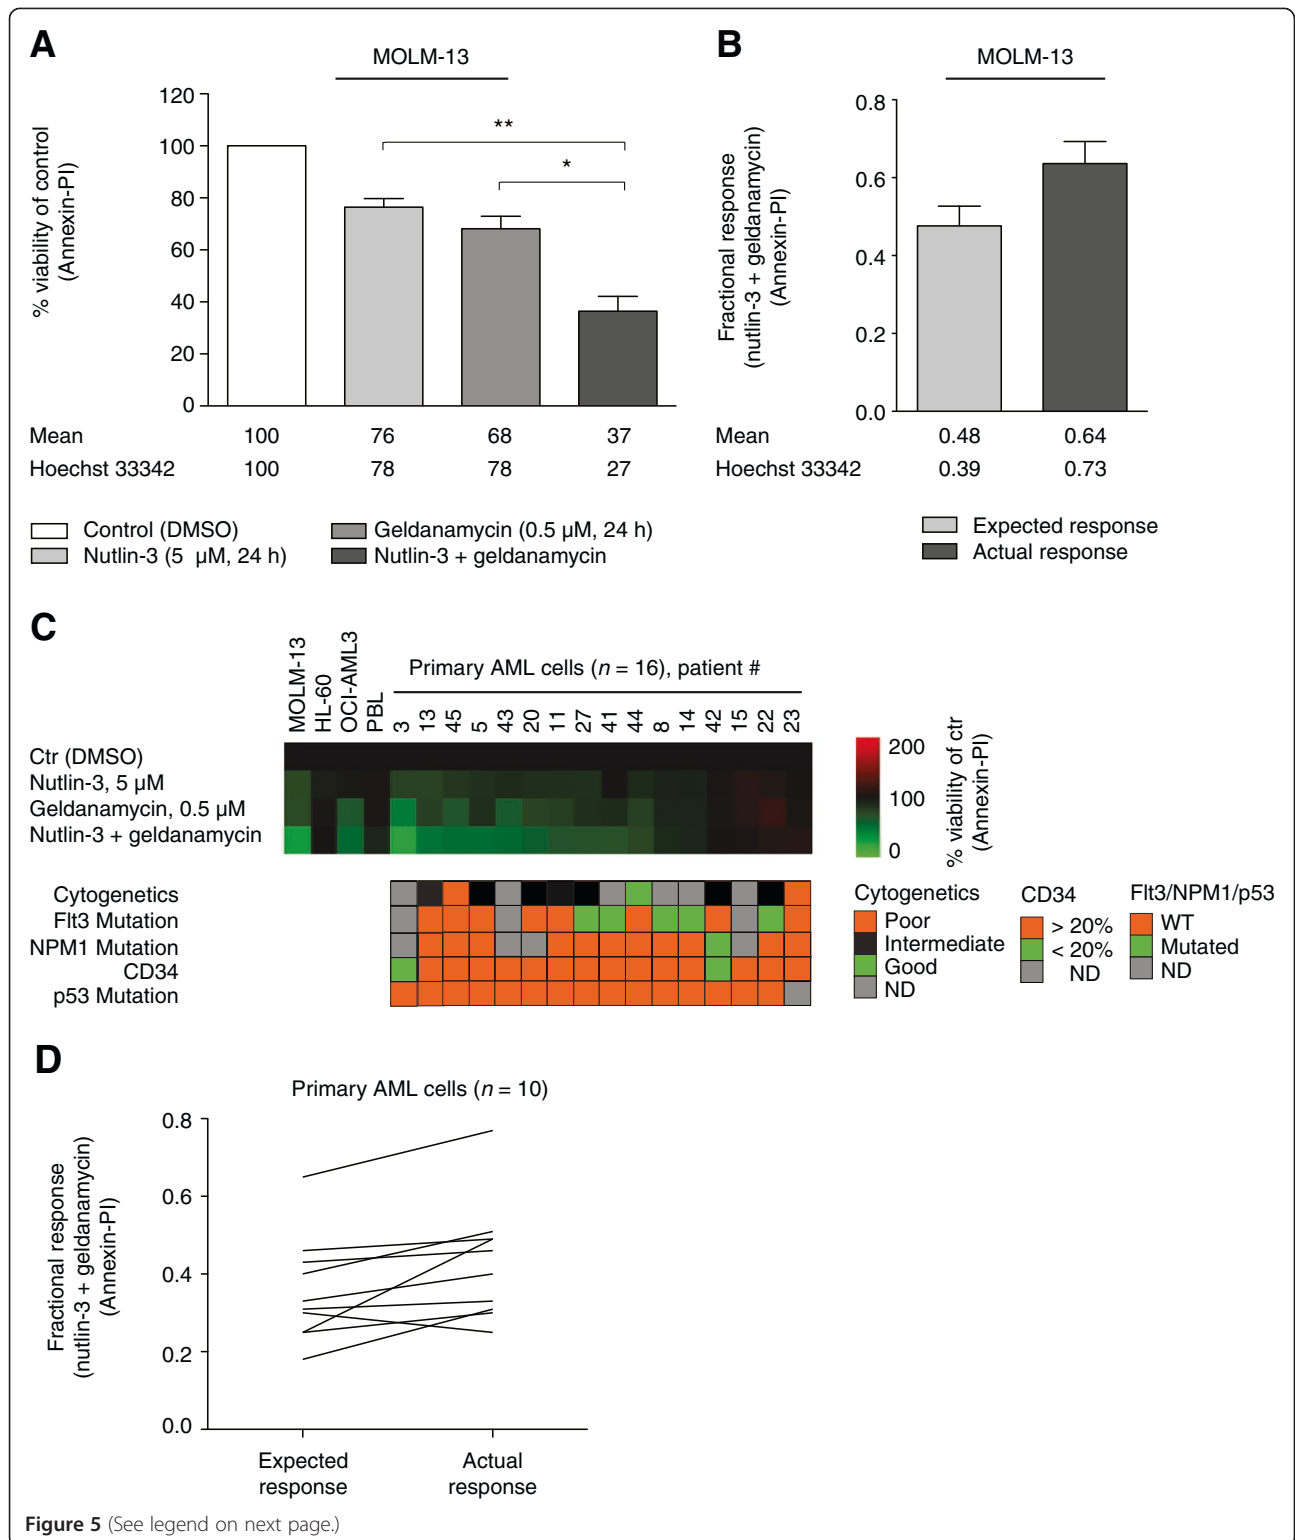 A
MOLM-13
% viability of control
(Annexin-PI)
120
100
80
60
40
20
0
**
*
Mean 100 76 68 37
Hoechst 33342 100 78 78 27
Control (DMSO)
Nutlin-3 (5 µM, 24 h)
Geldanamycin (0.5 µM, 24 h)
Nutlin-3 + geldanamycin
B
MOLM-13
Fractional response
(nutlin-3 + geldanamycin)
(Annexin-PI)
0.8
0.6
0.4
0.2
0.0
Mean 0.48 0.64
Hoechst 33342 0.39 0.73
Expected response
Actual response
C
MOLM-13
HL-60
OCI-AML3
PBL
Primary AML cells (n = 16), patient #
3 13 45 5 43 20 11 27 41 44 8 14 42 15 22 23
Ctr (DMSO)
Nutlin-3, 5 µM
Geldanamycin, 0.5 µM
Nutlin-3 + geldanamycin
200
100
0
% viability of ctr
(Annexin-PI)
Cytogenetics
Flt3 Mutation
NPM1 Mutation
CD34
p53 Mutation
Cytogenetics
Poor
Intermediate
Good
ND
CD34
> 20%
< 20%
ND
Flt3/NPM1/p53
WT
Mutated
ND
D
Primary AML cells (n = 10)
Fractional response
(nutlin-3 + geldanamycin)
(Annexin-PI)
0.8
0.6
0.4
0.2
0.0
Expected
response
Actual
response
Figure 5 (See legend on next page.)